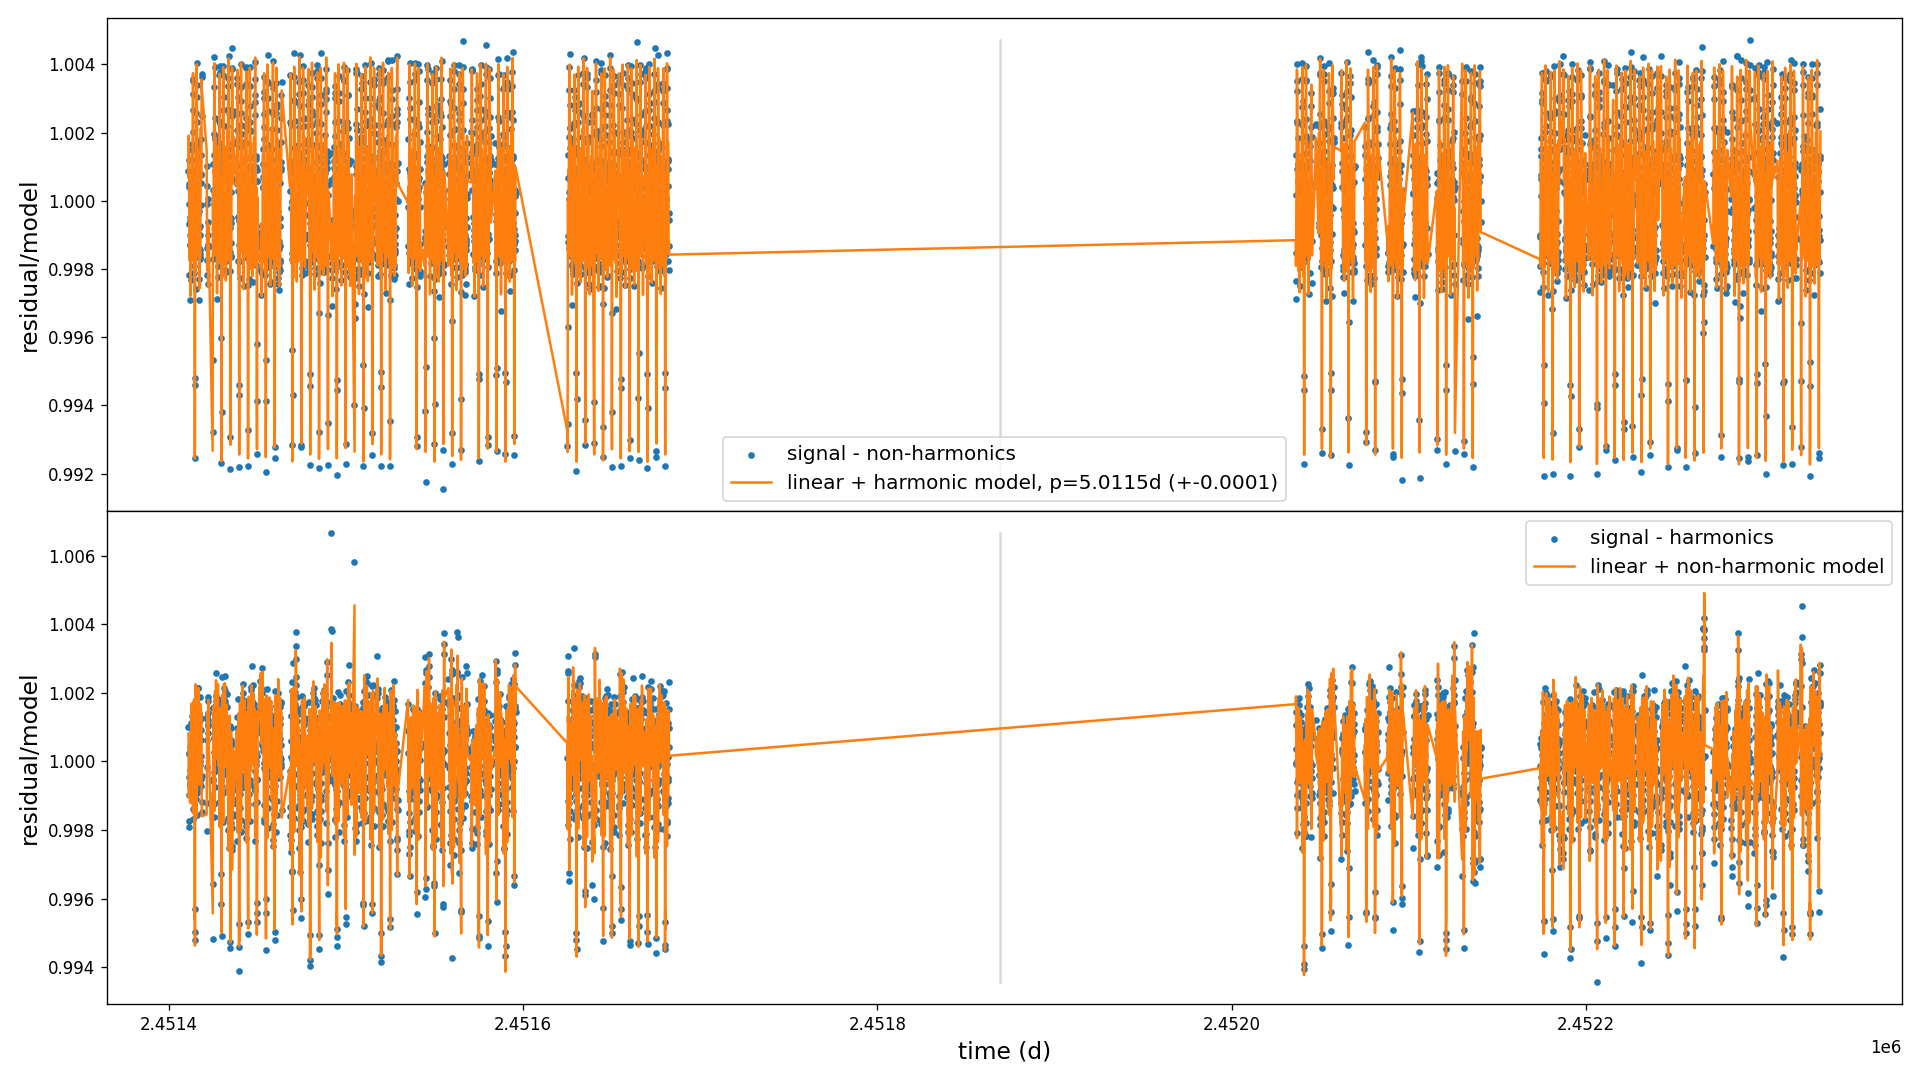 1.004
1.002
1.000
0.998
0.996
0.994
0.992
residual/model
signal - non-harmonics
linear + harmonic model, p=5.0115d (+-0.0001)
1.006
1.004
1.002
1.000
0.998
0.996
0.994
residual/model
signal - harmonics
linear + non-harmonic model
2.4514 2.4516 2.4518 2.4520 2.4522
1e6
time (d)